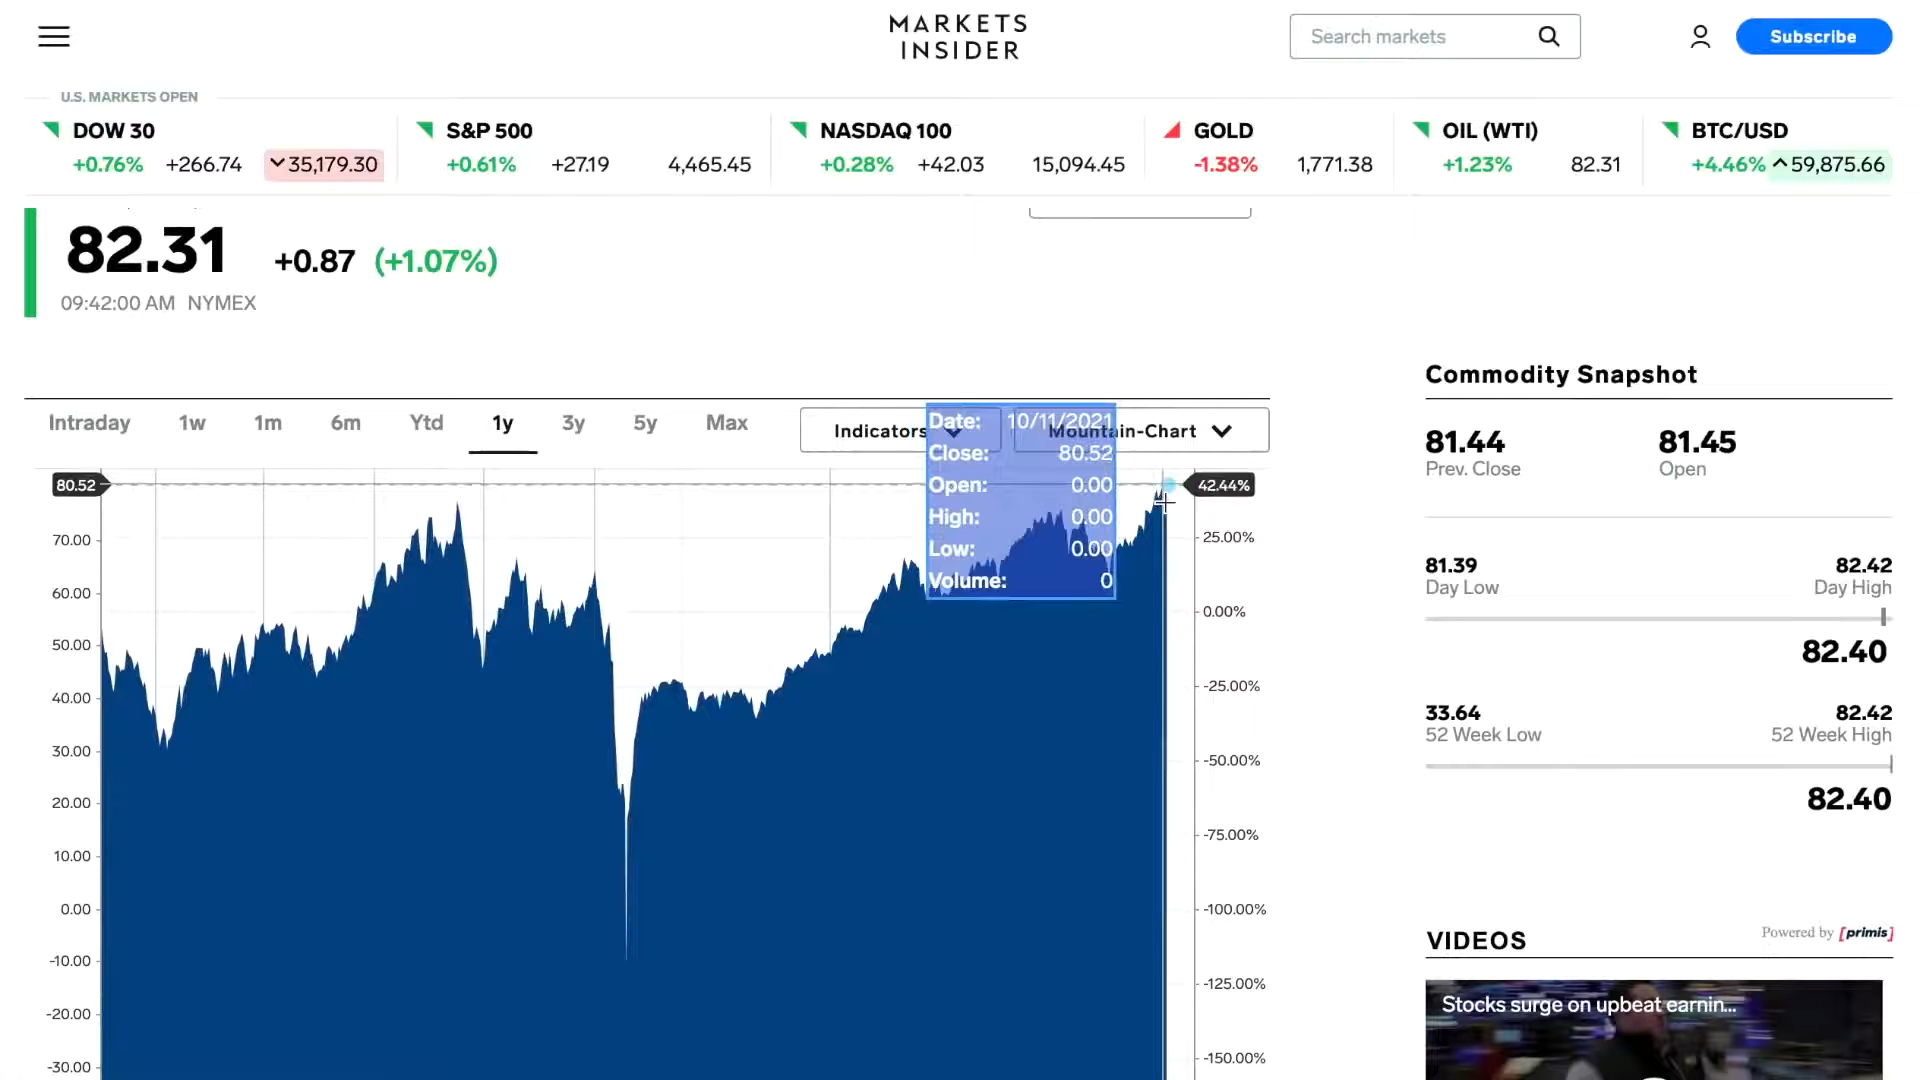 MARKETS
INSIDER
Search markets
Subscribe
U.S. MARKETS OPEN
DOW 30
+0.76% +266.74 35,179.30
S&P 500
+0.61% +27.19 4,465.45
NASDAQ 100
+0.28% +42.03 15,094.45
GOLD
-1.38% 1,771.38
OIL (WTI)
+1.23% 82.31
BTC/USD
+4.46% 59,875.66
82.31 +0.87 (+1.07%)
09:42:00 AM NYMEX
Intraday 1w 1m 6m Ytd 1y 3y 5y Max
Indicators
Mountain-Chart
Date: 10/11/2021
Close: 80.52
Open: 0.00
High: 0.00
Low: 0.00
Volume: 0
80.52
70.00
60.00
50.00
40.00
30.00
20.00
10.00
0.00
-10.00
-20.00
-30.00
42.44%
25.00%
0.00%
-25.00%
-50.00%
-75.00%
-100.00%
-125.00%
-150.00%
Commodity Snapshot
81.44 81.45
Prev. Close Open
81.39 82.42
Day Low Day High
82.40
33.64 82.42
52 Week Low 52 Week High
82.40
VIDEOS
Powered by [primis]
Stocks surge on upbeat earnin...